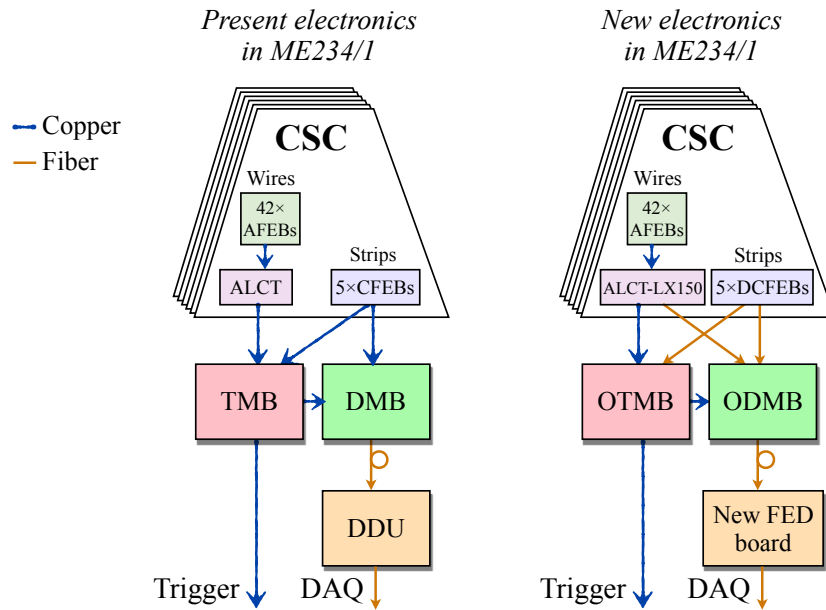 Present electronics
in ME234/1
New electronics
in ME234/1
Copper
Fiber
CSC
Wires
42×
AFEBs
Strips
ALCT
5×CFEBs
TMB
DMB
DDU
Trigger
DAQ
CSC
Wires
42×
AFEBs
Strips
ALCT-LX150
5×DCFEBs
OTMB
ODMB
New FED
board
Trigger
DAQ